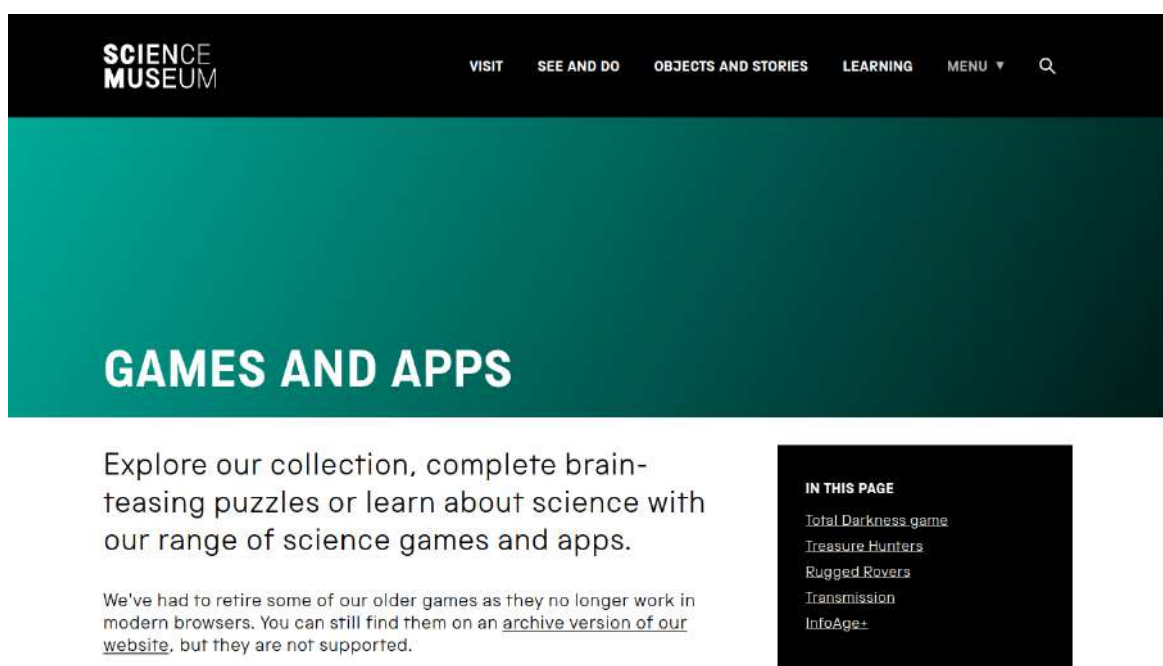 SCIENCE
MUSEUM
VISIT SEE AND DO OBJECTS AND STORIES LEARNING MENU ▼
GAMES AND APPS
Explore our collection, complete brain-
teasing puzzles or learn about science with
our range of science games and apps.
We've had to retire some of our older games as they no longer work in
modern browsers. You can still find them on an archive version of our
website, but they are not supported.
IN THIS PAGE
Total Darkness game
Treasure Hunters
Rugged Rovers
Transmission
InfoAge+